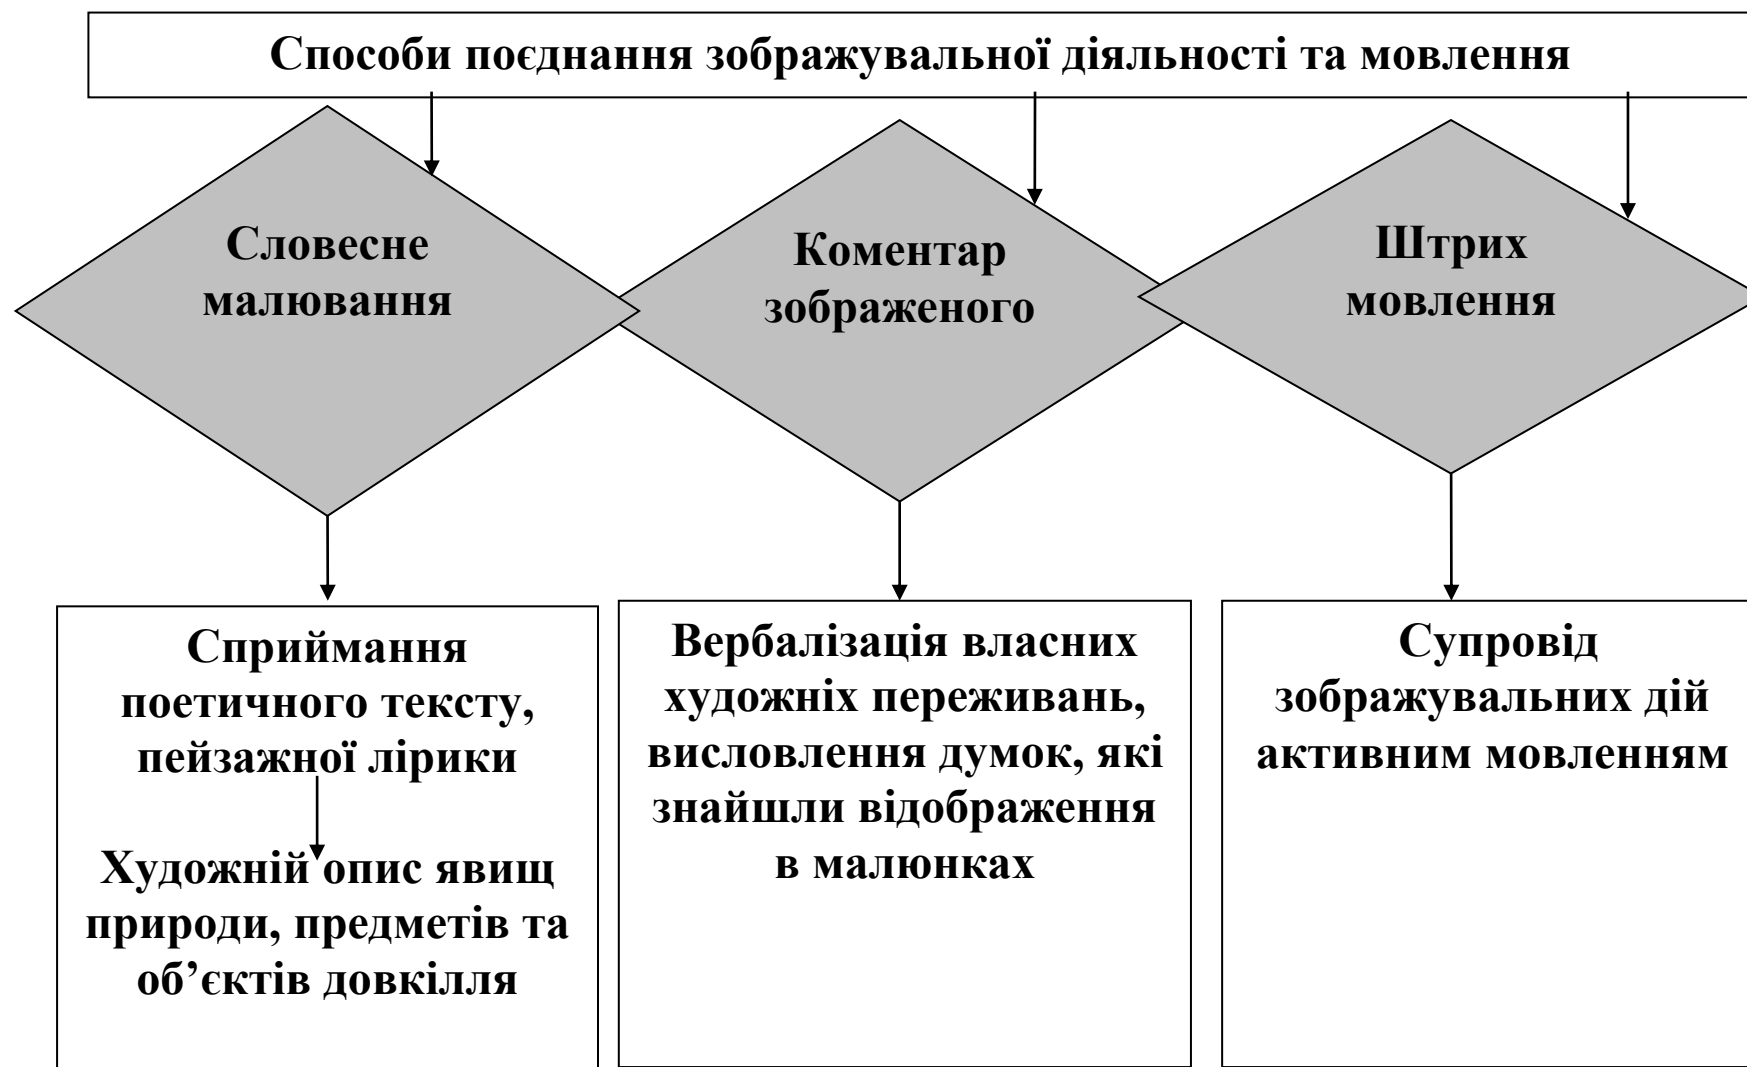 Способи поєднання зображувальної діяльності та мовлення
Словесне
малювання
Коментар
зображеного
Штрих
мовлення
Сприймання
поетичного тексту,
пейзажної лірики
Художній опис явищ
природи, предметів та
об’єктів довкілля
Вербалізація власних
художніх переживань,
висловлення думок, які
знайшли відображення
в малюнках
Супровід
зображувальних дій
активним мовленням